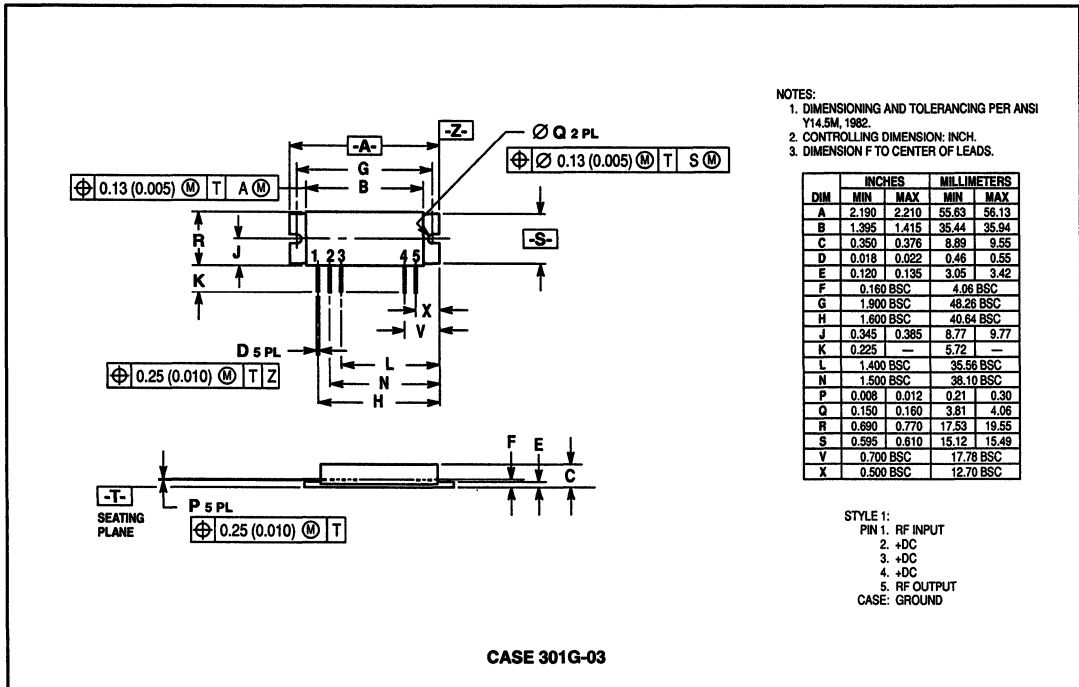 -Z-
-A-
Ø Q 2 PL
G
⌖ Ø 0.13 (0.005) Ⓜ T S Ⓜ
⌖ 0.13 (0.005) Ⓜ T A Ⓜ
B
R
J
-S-
K
1 2 3 4 5
X
V
D 5 PL
L
⌖ 0.25 (0.010) Ⓜ T Z
N
H
F E
C
-T-
SEATING
PLANE
P 5 PL
⌖ 0.25 (0.010) Ⓜ T
NOTES:
1. DIMENSIONING AND TOLERANCING PER ANSI
Y14.5M, 1982.
2. CONTROLLING DIMENSION: INCH.
3. DIMENSION F TO CENTER OF LEADS.
INCHES MILLIMETERS
DIM MIN MAX MIN MAX
A 2.190 2.210 55.63 56.13
B 1.395 1.415 35.44 35.94
C 0.350 0.376 8.89 9.55
D 0.018 0.022 0.46 0.55
E 0.120 0.135 3.05 3.42
F 0.160 BSC 4.06 BSC
G 1.900 BSC 48.26 BSC
H 1.600 BSC 40.64 BSC
J 0.345 0.385 8.77 9.77
K 0.225 — 5.72 —
L 1.400 BSC 35.56 BSC
N 1.500 BSC 38.10 BSC
P 0.008 0.012 0.21 0.30
Q 0.150 0.160 3.81 4.06
R 0.690 0.770 17.53 19.55
S 0.595 0.610 15.12 15.49
V 0.700 BSC 17.78 BSC
X 0.500 BSC 12.70 BSC
STYLE 1:
PIN 1. RF INPUT
2. +DC
3. +DC
4. +DC
5. RF OUTPUT
CASE: GROUND
CASE 301G-03